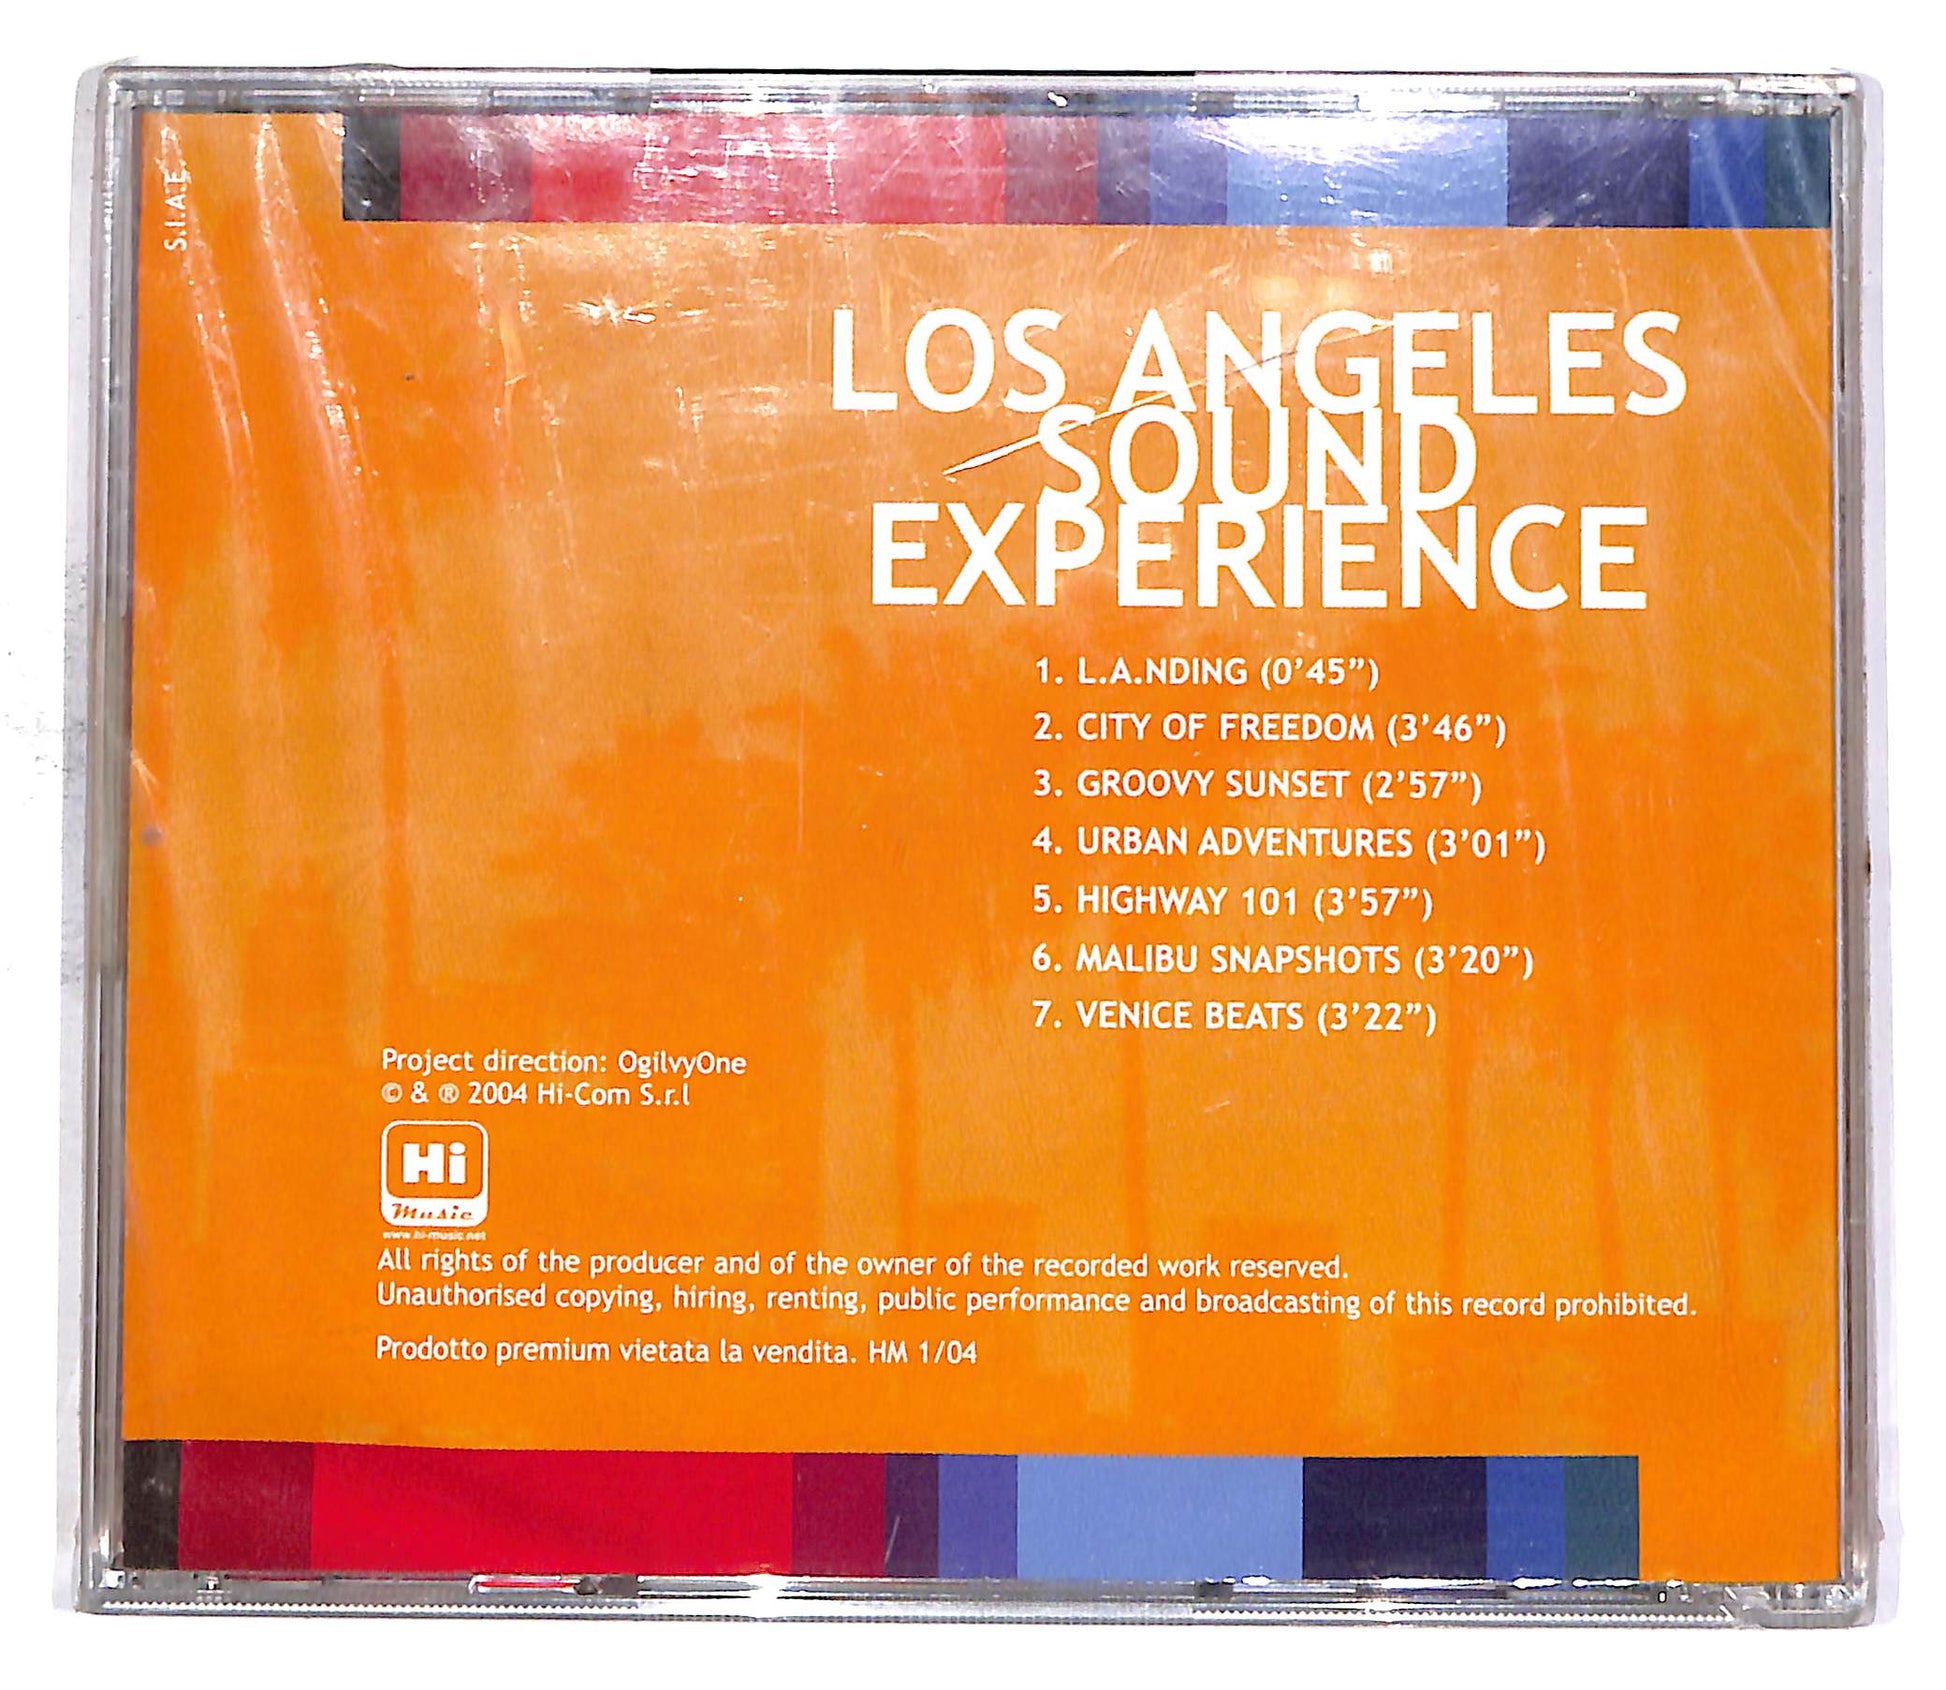 S.I.A.E.
LOS ANGELES
SOUND
EXPERIENCE
1. L.A.NDING (0’45”)
2. CITY OF FREEDOM (3’46”)
3. GROOVY SUNSET (2’57”)
4. URBAN ADVENTURES (3’01”)
5. HIGHWAY 101 (3’57”)
6. MALIBU SNAPSHOTS (3’20”)
7. VENICE BEATS (3’22”)
Project direction: OgilvyOne
© & ® 2004 Hi-Com S.r.l
Hi
Music
www.hi-music.net
All rights of the producer and of the owner of the recorded work reserved.
Unauthorised copying, hiring, renting, public performance and broadcasting of this record prohibited.
Prodotto premium vietata la vendita. HM 1/04